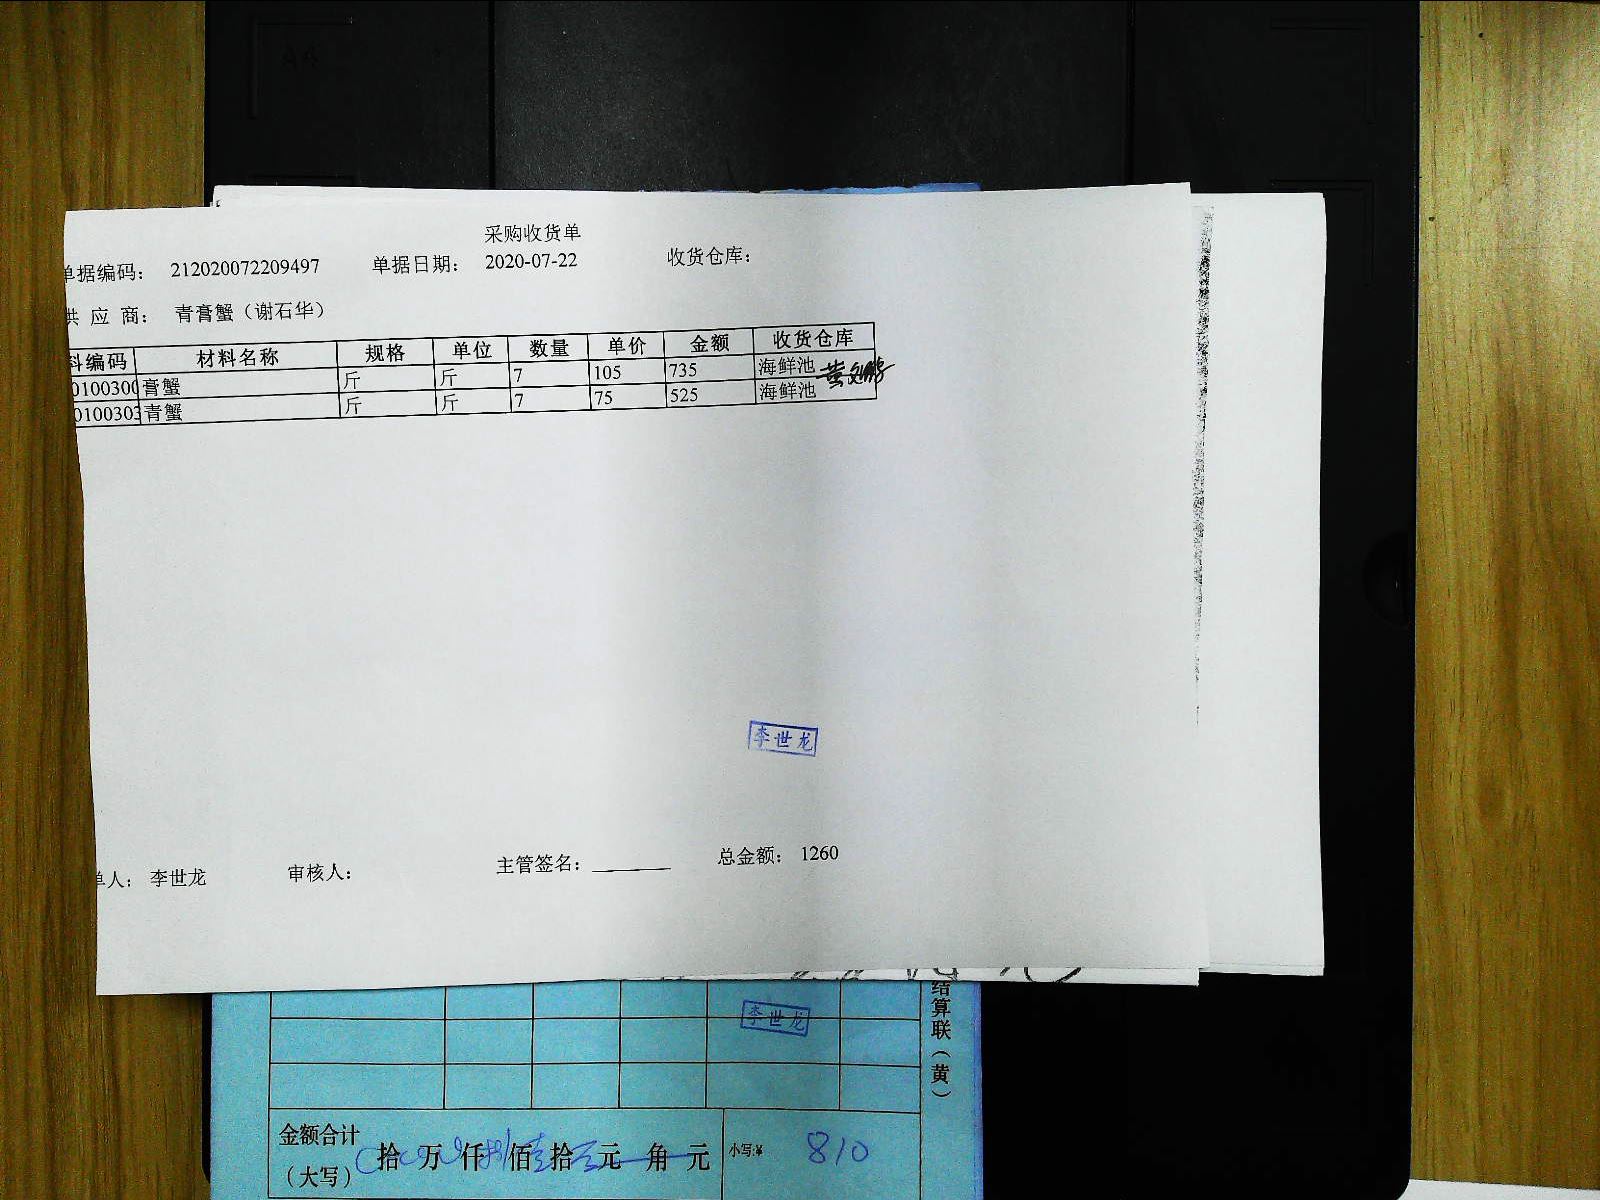 采购收货单
单据编码： 212020072209497 单据日期： 2020-07-22 收货仓库：
供 应 商： 青膏蟹（谢石华）
料编码 材料名称 规格 单位 数量 单价 金额 收货仓库
0100300 膏蟹 斤 斤 7 105 735 海鲜池
0100303 青蟹 斤 斤 7 75 525 海鲜池
李世龙
单人： 李世龙 审核人： 主管签名： 总金额： 1260
李世龙
结算联（黄）
金额合计（大写） 拾 万 仟 捌 佰 壹 拾 元 角 元 小写:¥ 810